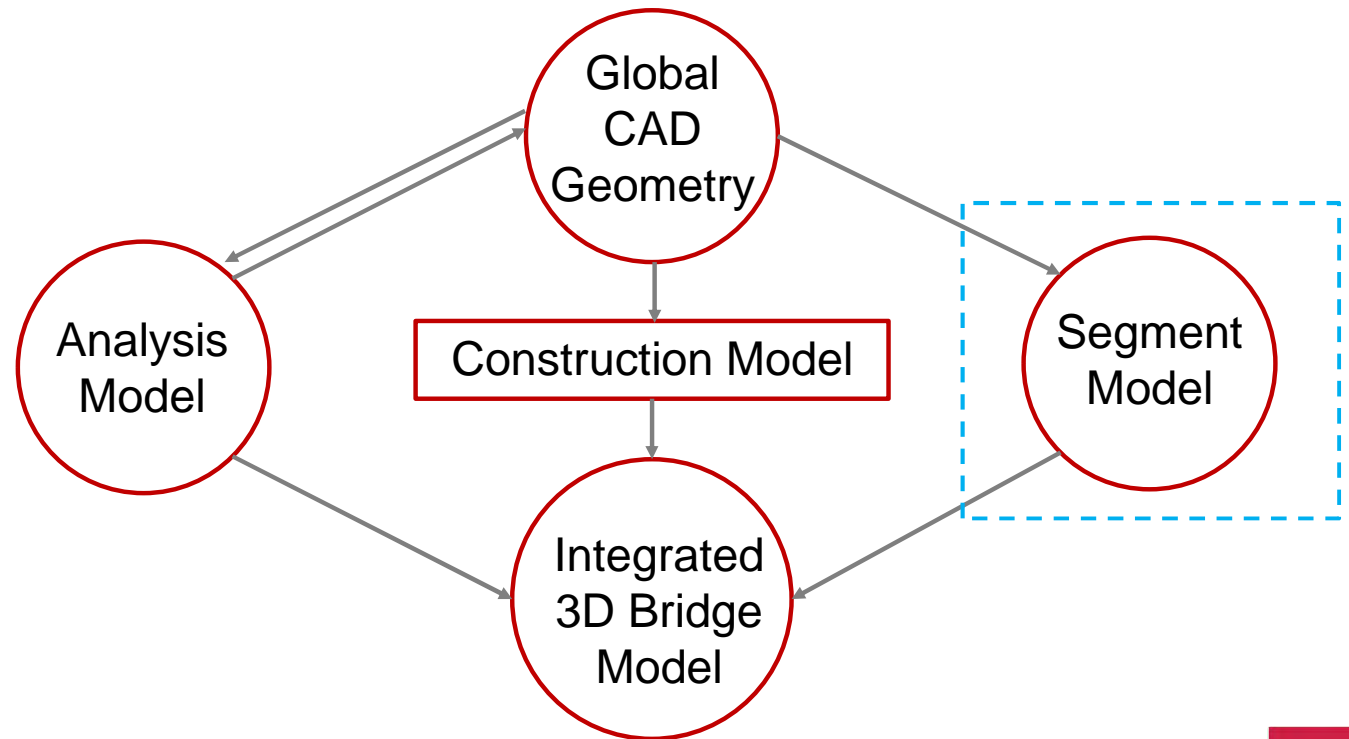 Global
CAD
Geometry
Analysis
Model
Construction Model
Segment
Model
Integrated
3D Bridge
Model